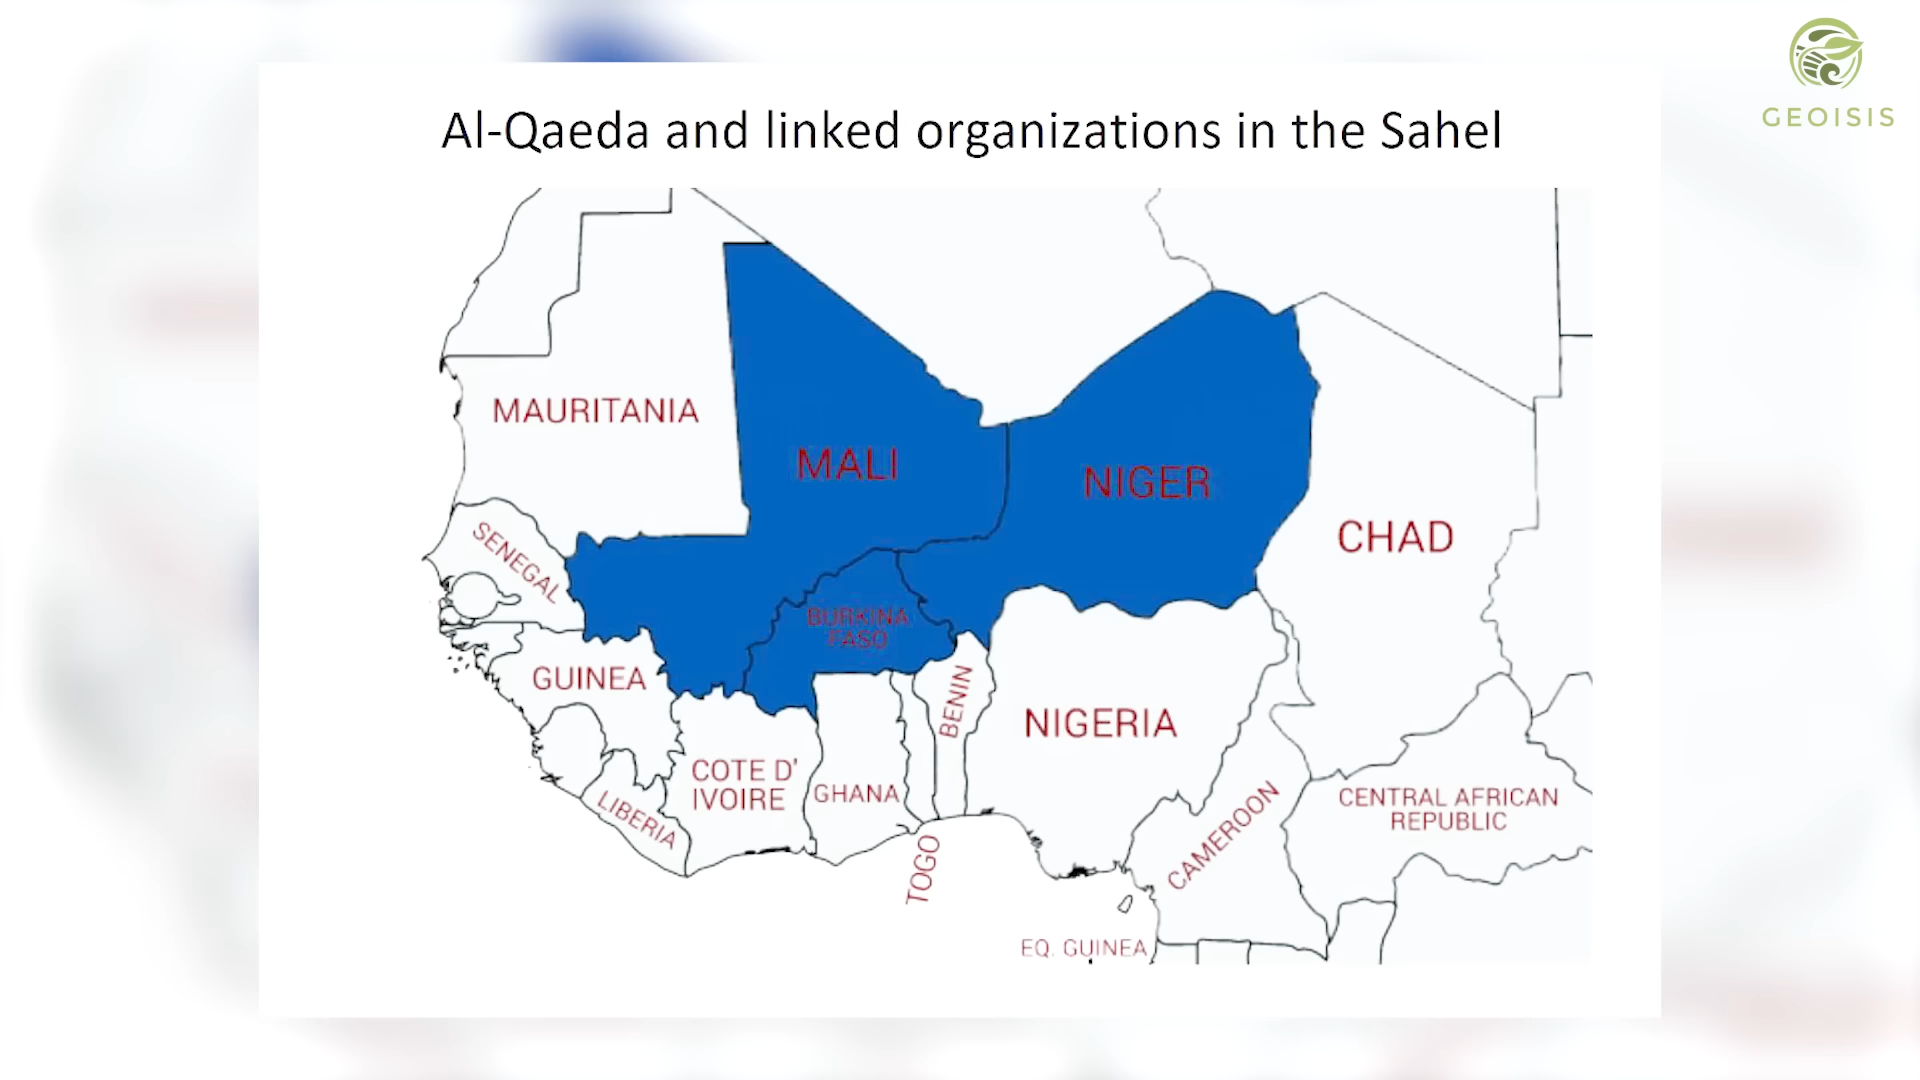 GEOISIS
Al-Qaeda and linked organizations in the Sahel
MAURITANIA
MALI
NIGER
CHAD
SENEGAL
BURKINA
FASO
GUINEA
BENIN
NIGERIA
COTE D'
IVOIRE
GHANA
LIBERIA
TOGO
CAMEROON
CENTRAL AFRICAN
REPUBLIC
EQ. GUINEA